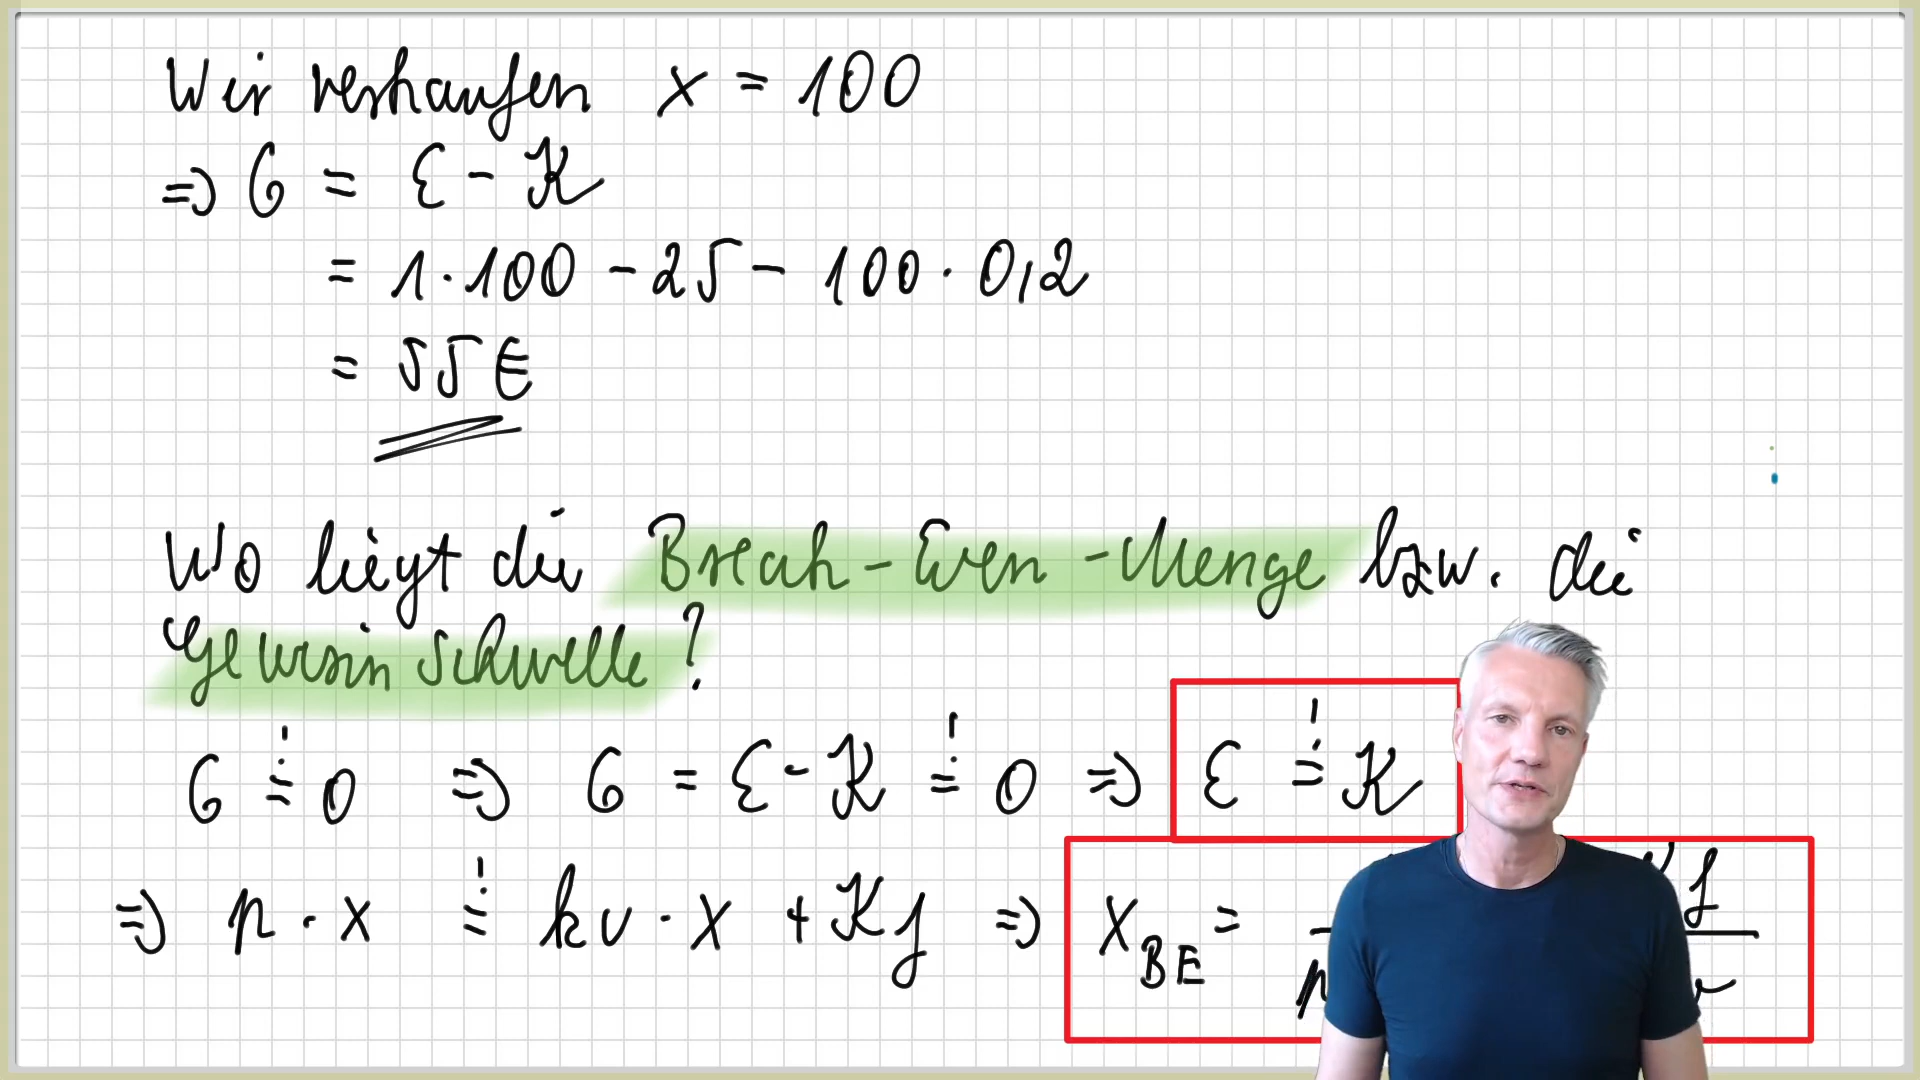 Wir verkaufen x = 100
=> G = E - K
= 1 · 100 - 25 - 100 · 0,2
= 55 €
Wo liegt die Break-Even-Menge bzw. die
Gewinnschwelle?
G != 0 => G = E - K != 0 => E != K
=> p · x != kv · x + Kf => x BE =